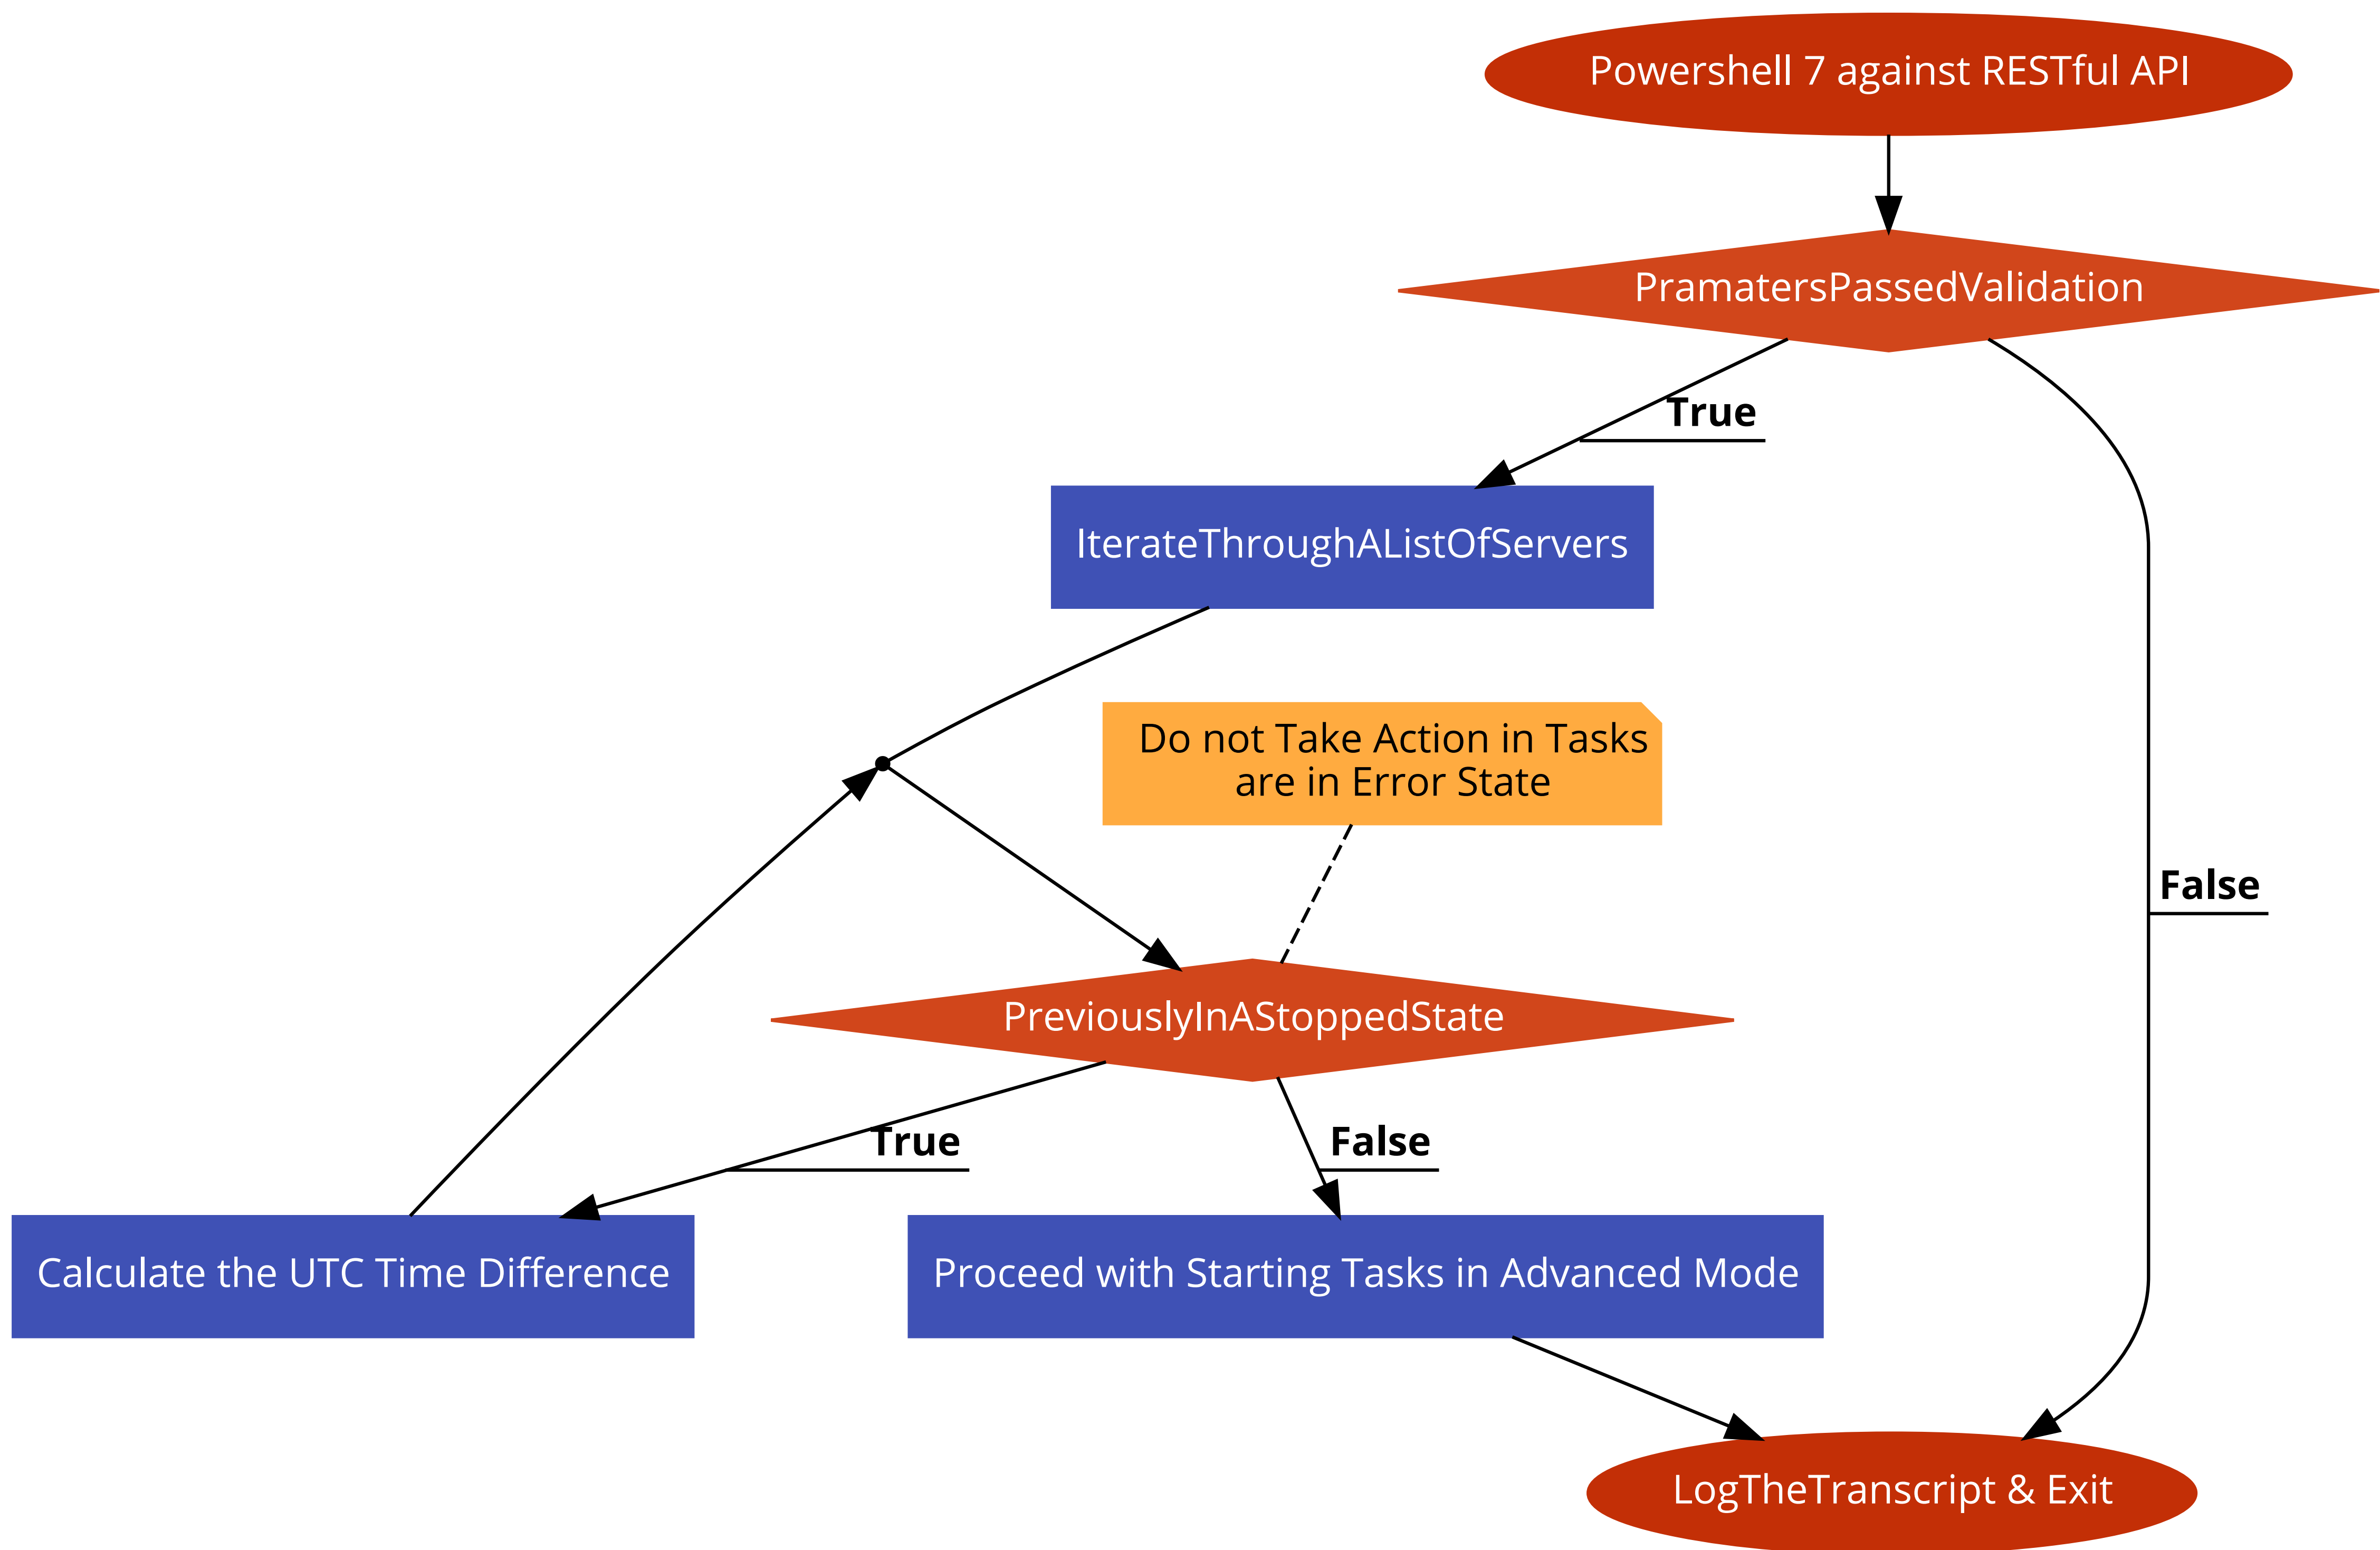 Powershell 7 against RESTful API
PramatersPassedValidation
True
IterateThroughAListOfServers
Do not Take Action in Tasks
are in Error State
False
PreviouslyInAStoppedState
True
False
Calculate the UTC Time Difference
Proceed with Starting Tasks in Advanced Mode
LogTheTranscript & Exit